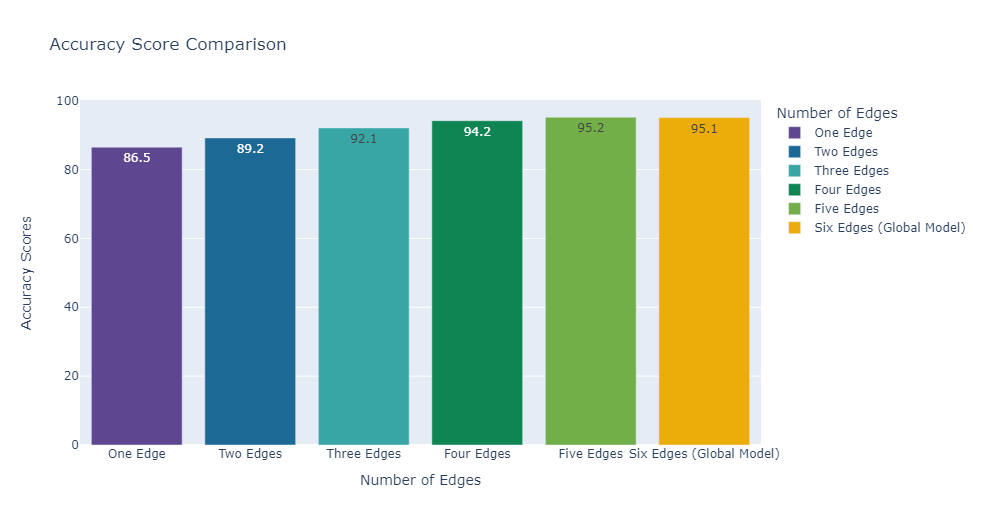 Accuracy Score Comparison
Accuracy Scores
100
80
60
40
20
0
86.5
89.2
92.1
94.2
95.2
95.1
One Edge
Two Edges
Three Edges
Four Edges
Five Edges
Six Edges (Global Model)
Number of Edges
Number of Edges
One Edge
Two Edges
Three Edges
Four Edges
Five Edges
Six Edges (Global Model)